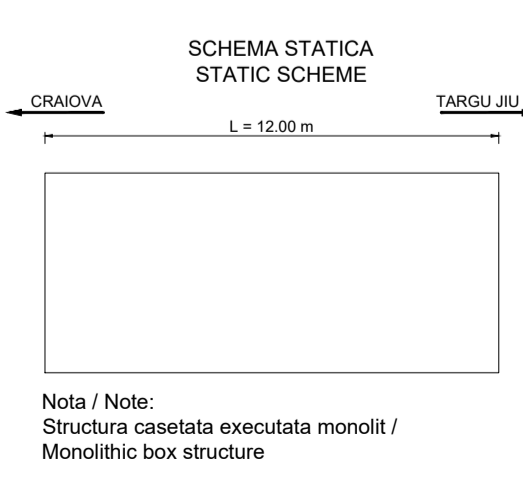 SCHEMA STATICA
STATIC SCHEME
CRAIOVA
TARGU JIU
L = 12.00 m
Nota / Note:
Structura casetata executata monolit /
Monolithic box structure